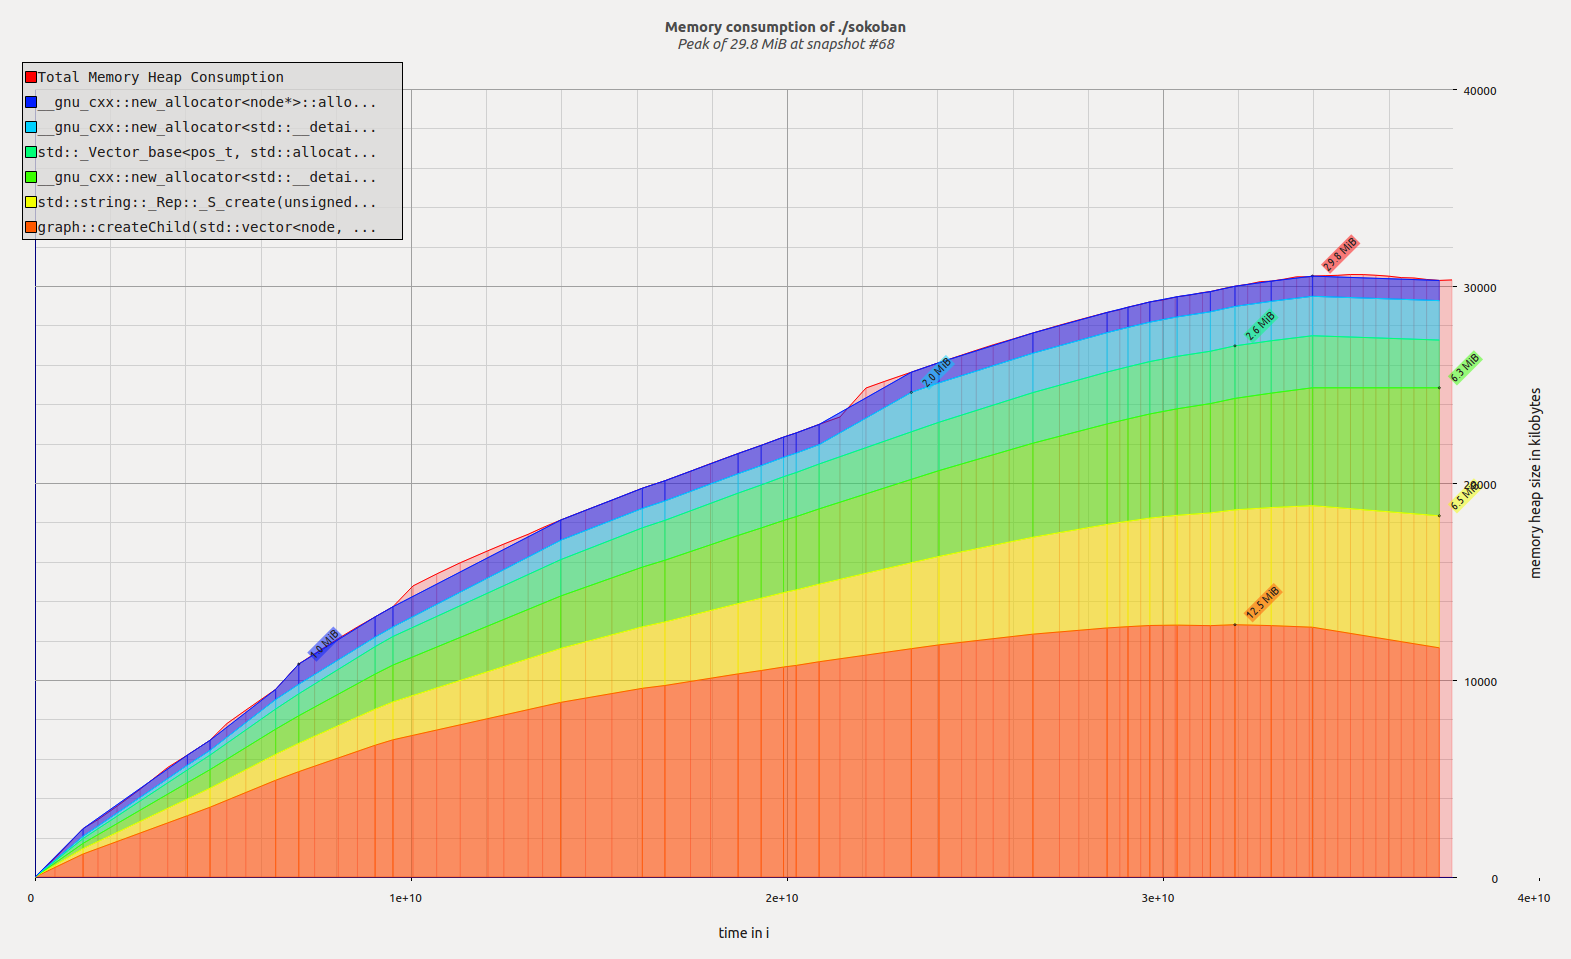 Memory consumption of ./sokoban
Peak of 29.8 MiB at snapshot #68
Total Memory Heap Consumption
__gnu_cxx::new_allocator<node*>::allo...
__gnu_cxx::new_allocator<std::__detai...
std::_Vector_base<pos_t, std::allocat...
__gnu_cxx::new_allocator<std::__detai...
std::string::_Rep::_S_create(unsigned...
graph::createChild(std::vector<node, ...
40000
29.8 MiB
30000
2.6 MiB
2.0 MiB
6.3 MiB
memory heap size in kilobytes
20000
6.5 MiB
12.5 MiB
1.0 MiB
10000
0
0
1e+10
2e+10
3e+10
4e+10
time in i